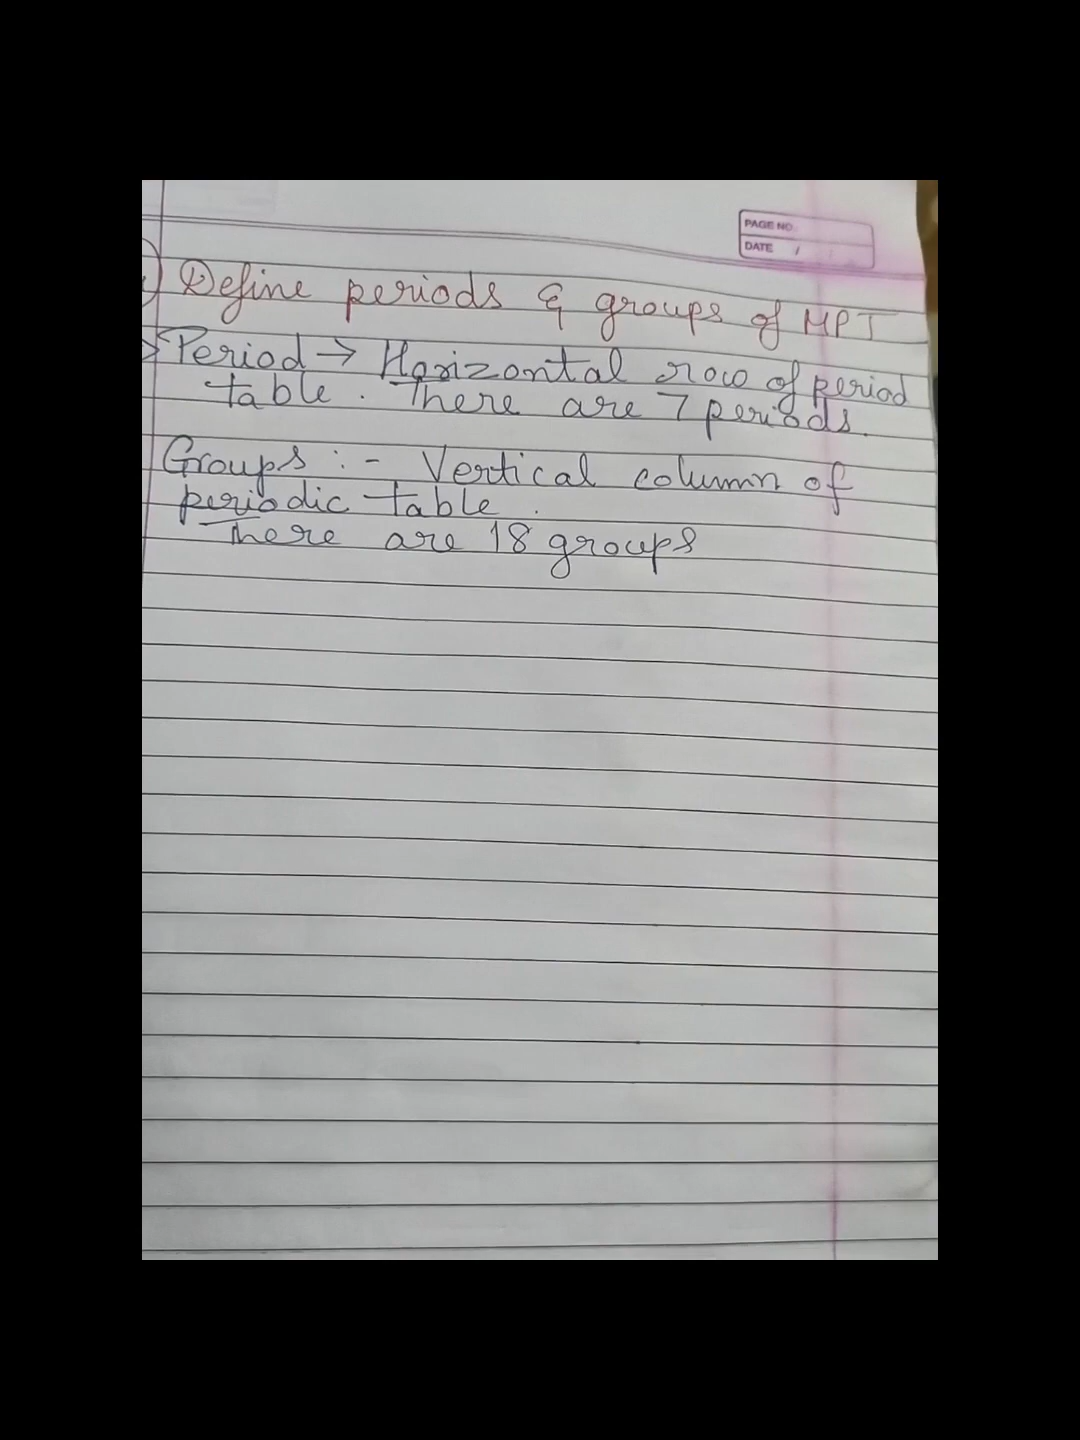 PAGE NO.
DATE / /
) Define periods & groups of MPT
> Period → Horizontal row of period
table. There are 7 periods.
Groups :- Vertical column of
periodic table.
There are 18 groups